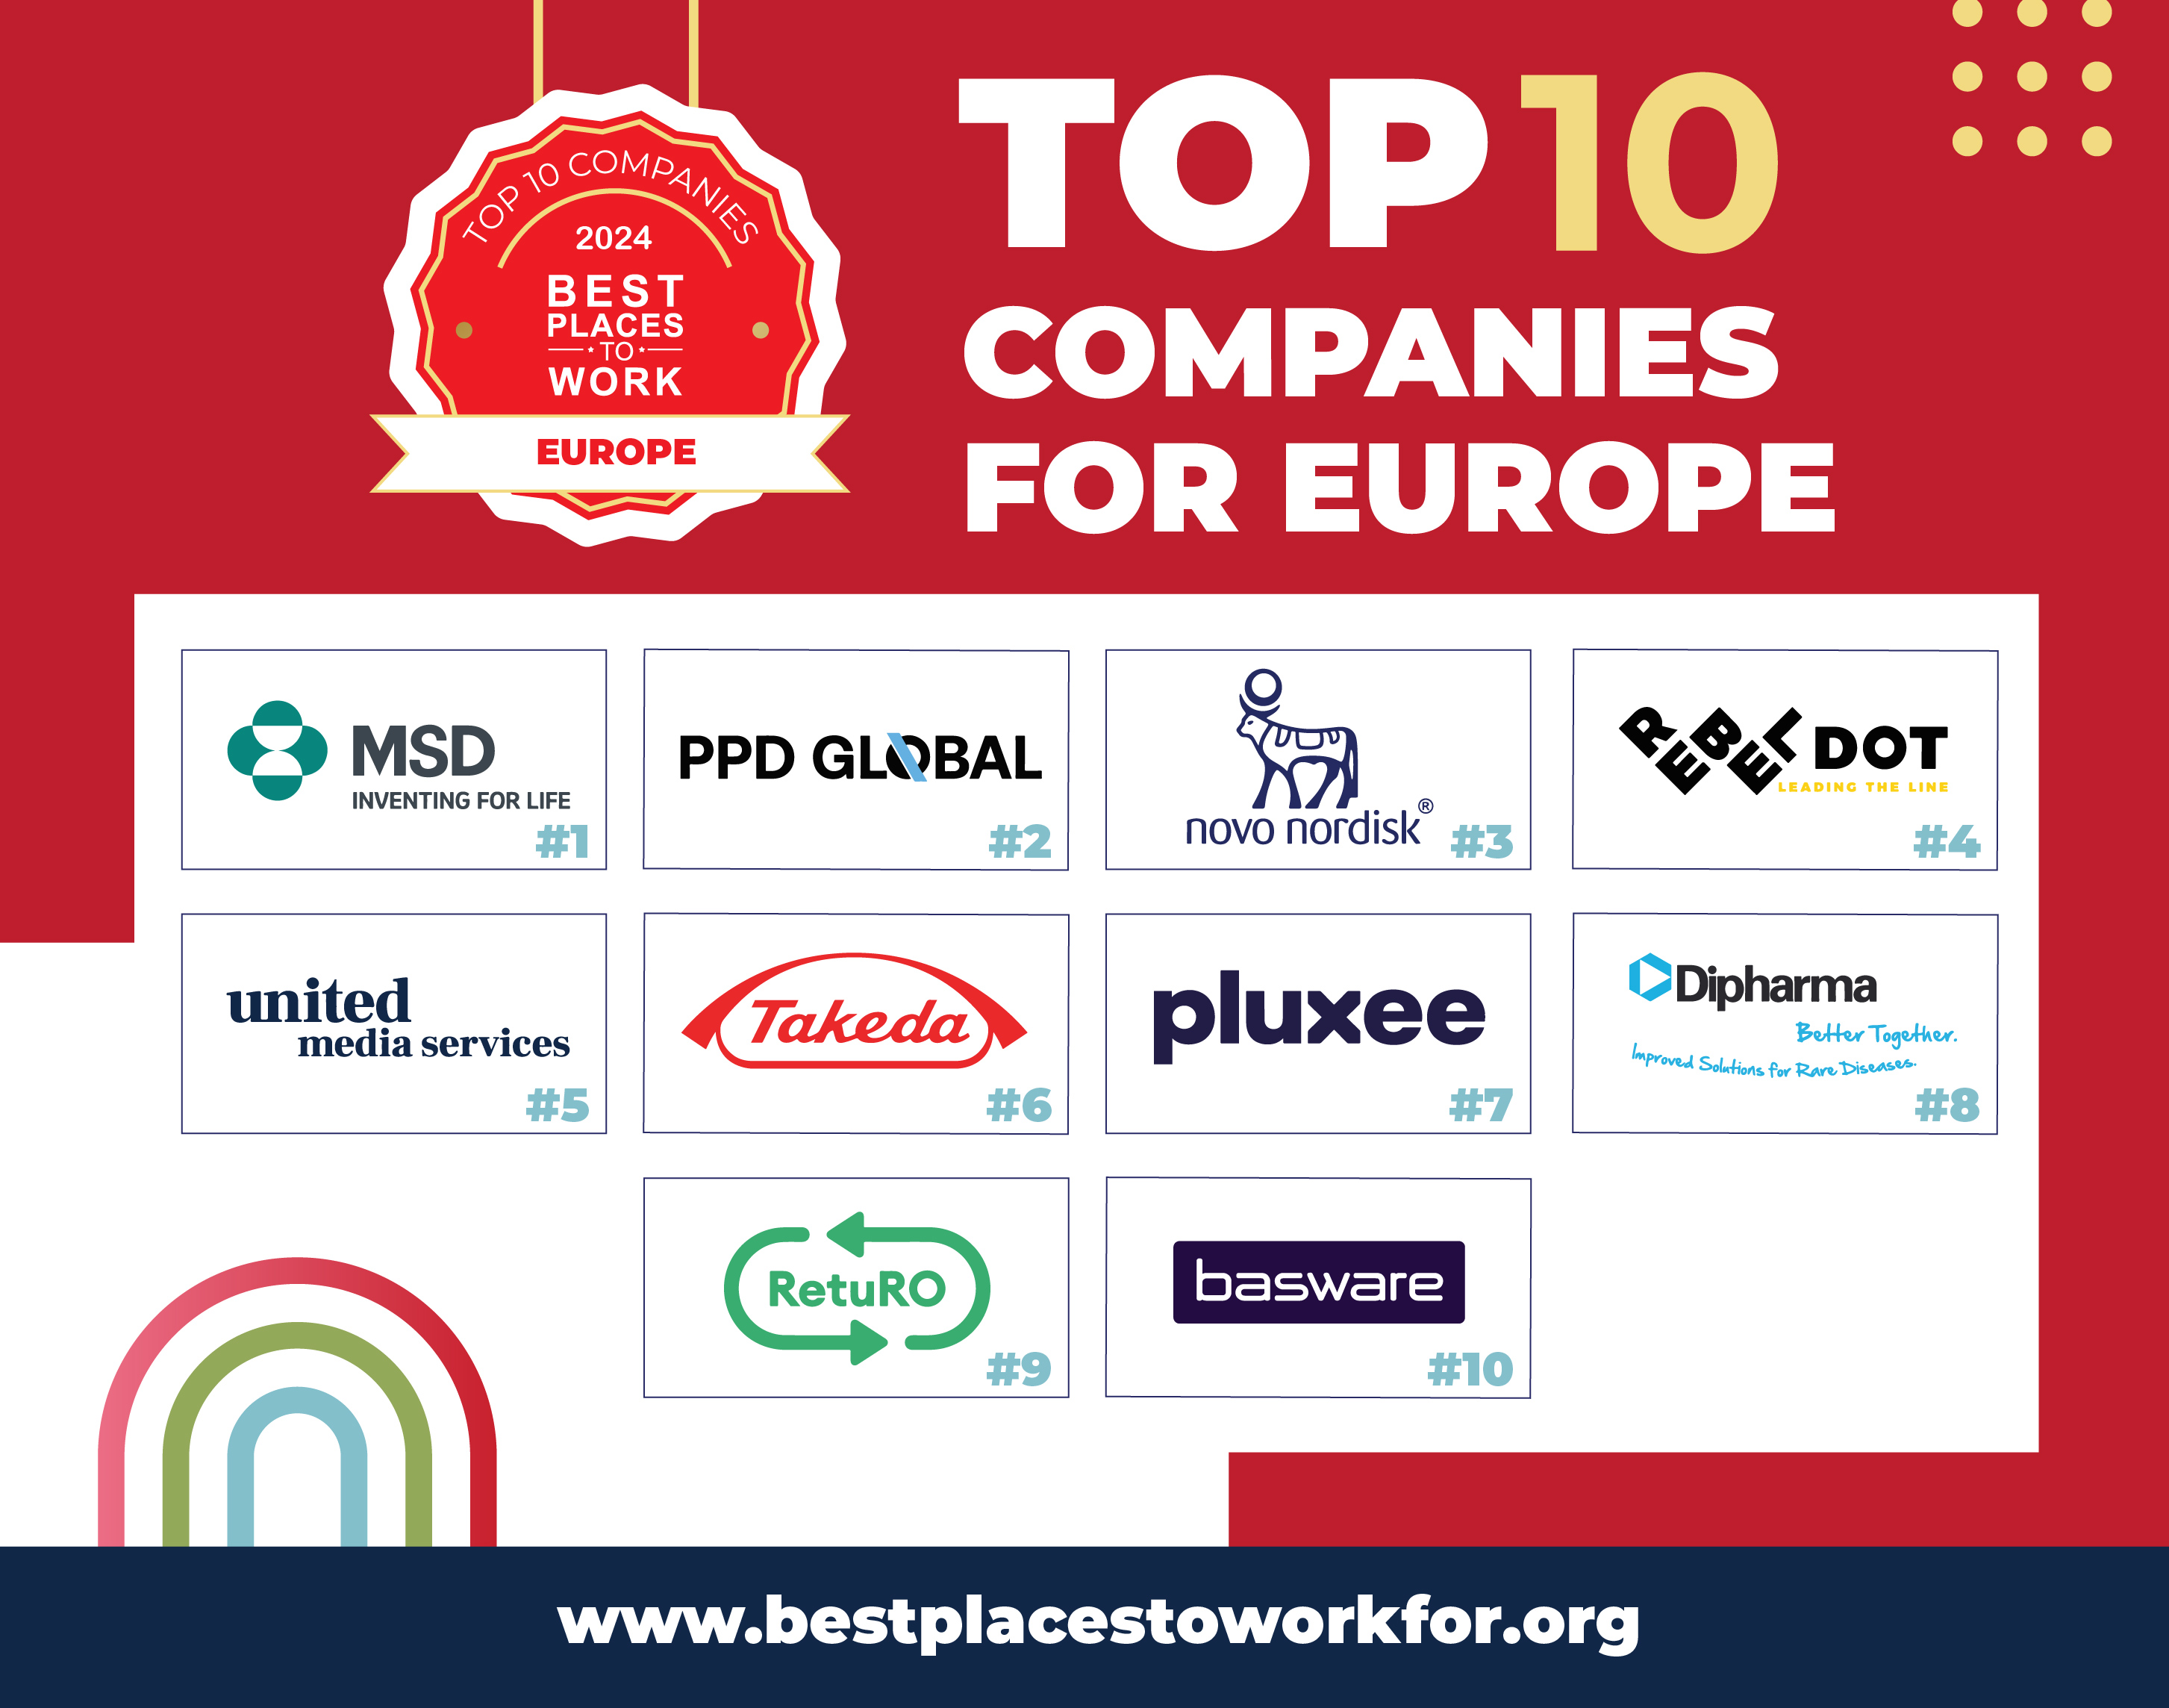 TOP 10 COMPANIES
2024
BEST
PLACES
TO
WORK
EUROPE
TOP 10
COMPANIES
FOR EUROPE
MSD
INVENTING FOR LIFE
#1
PPD GLOBAL
#2
novo nordisk®
#3
REBEL DOT
LEADING THE LINE
#4
united
media services
#5
Takeda
#6
pluxee
#7
Dipharma
Better Together.
Improved Solutions for Rare Diseases.
#8
RetuRO
#9
basware
#10
www.bestplacestoworkfor.org